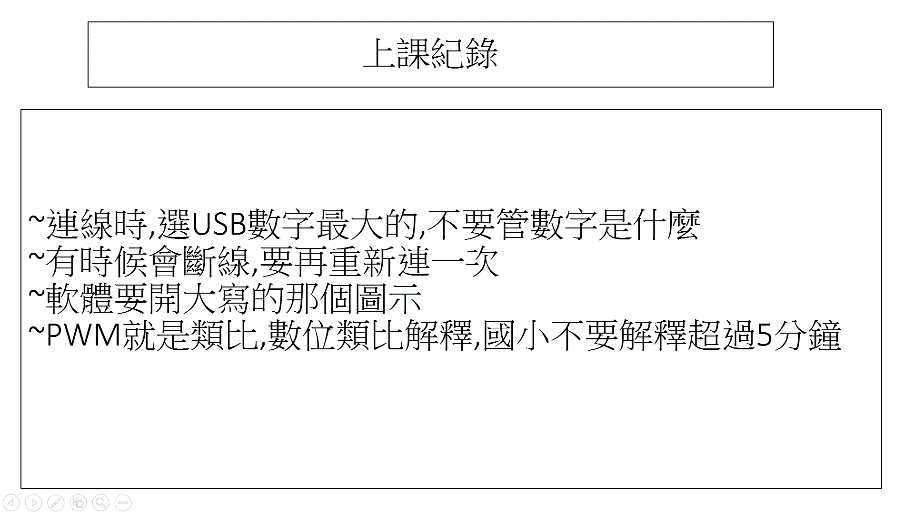 上課紀錄
~連線時,選USB數字最大的,不要管數字是什麼
~有時候會斷線,要再重新連一次
~軟體要開大寫的那個圖示
~PWM就是類比,數位類比解釋,國小不要解釋超過5分鐘